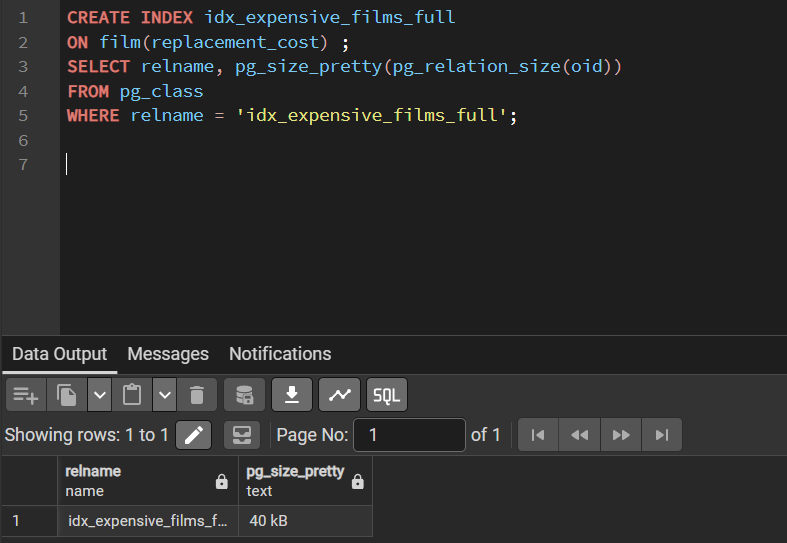 1 CREATE INDEX idx_expensive_films_full
2 ON film(replacement_cost) ;
3 SELECT relname, pg_size_pretty(pg_relation_size(oid))
4 FROM pg_class
5 WHERE relname = 'idx_expensive_films_full';
6
7
Data Output Messages Notifications
SQL
Showing rows: 1 to 1 Page No: 1 of 1
relname pg_size_pretty
name text
1 idx_expensive_films_f... 40 kB